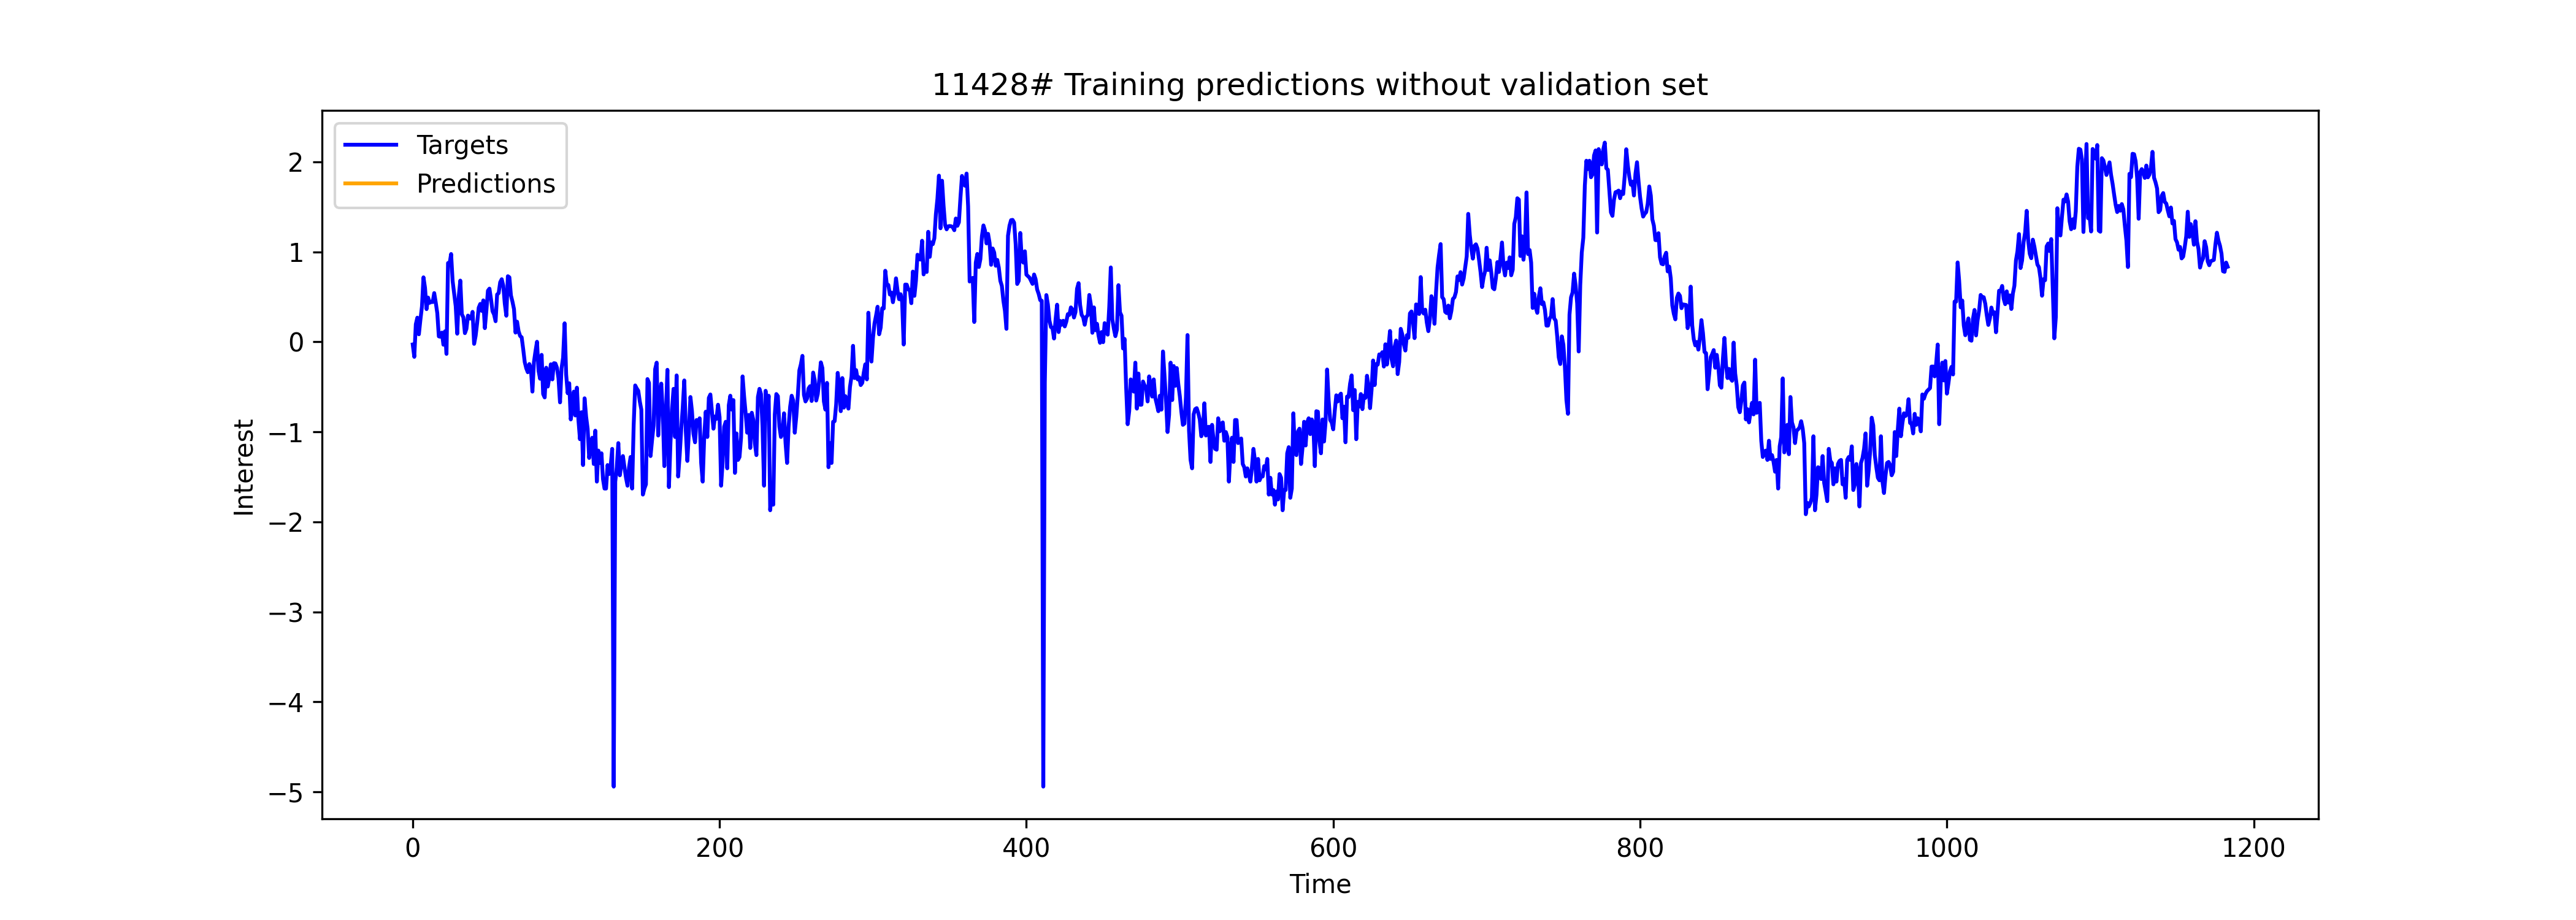 11428# Training predictions without validation set
Targets
Predictions
2
1
0
−1
−2
−3
−4
−5
Interest
0 200 400 600 800 1000 1200
Time